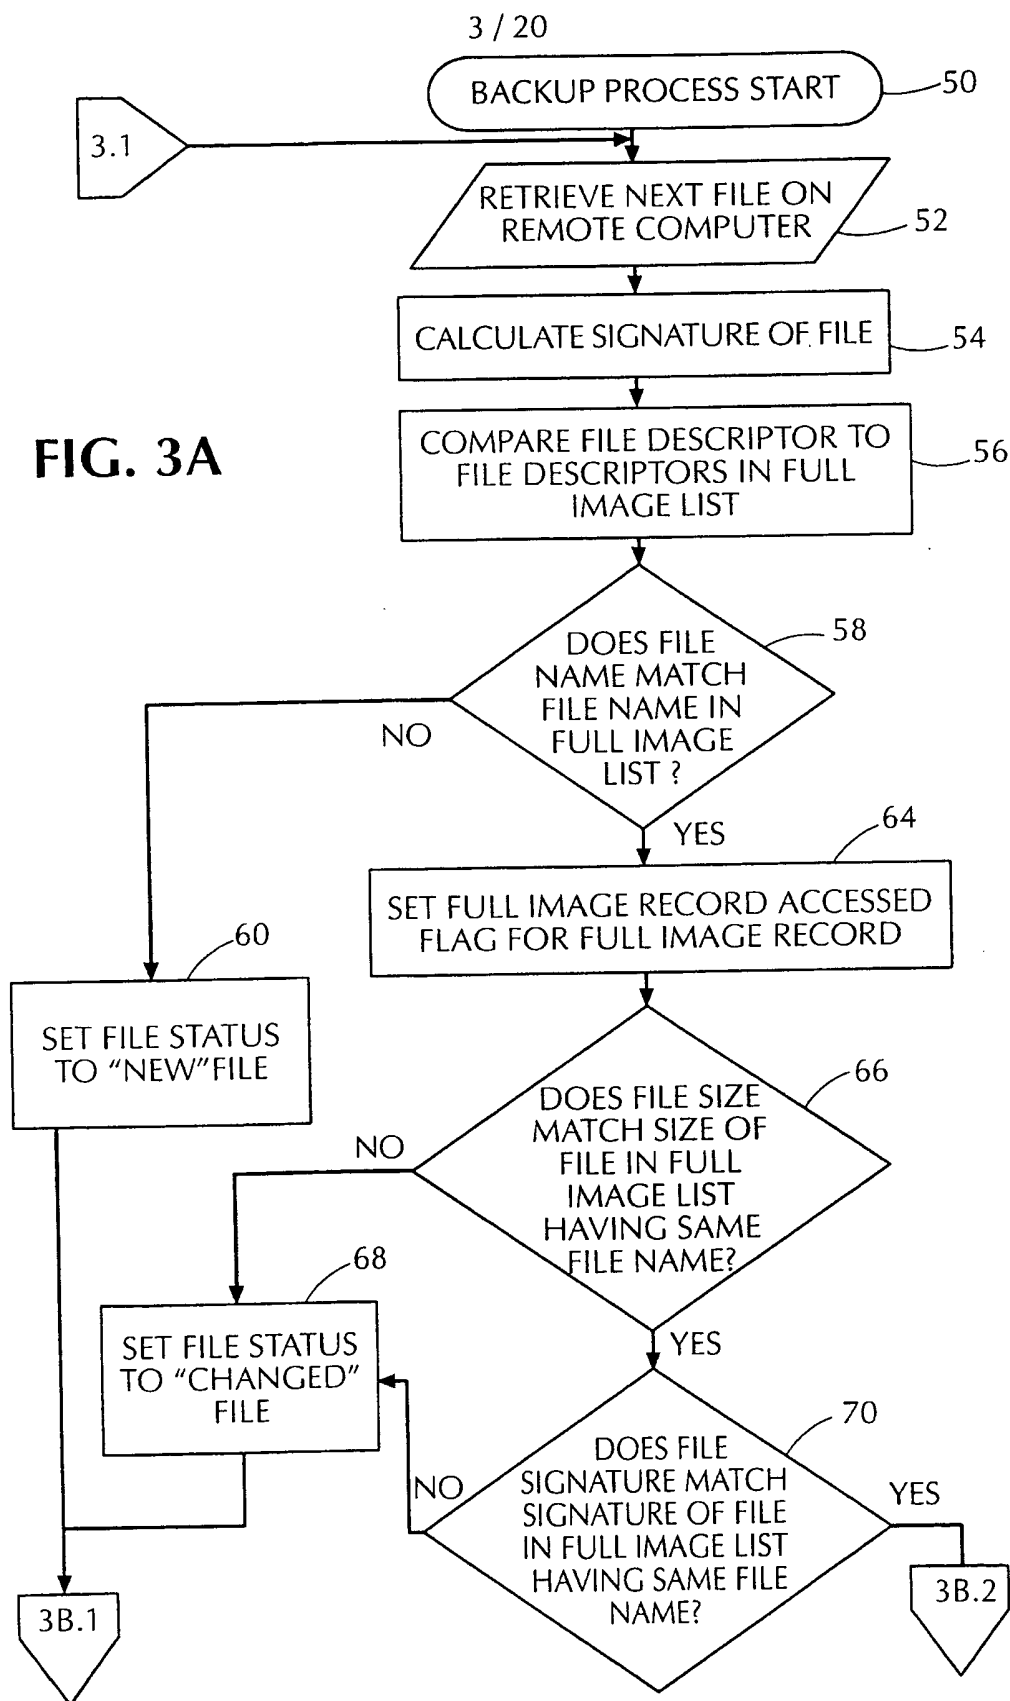 3 / 20
BACKUP PROCESS START
50
3.1
RETRIEVE NEXT FILE ON
REMOTE COMPUTER
52
CALCULATE SIGNATURE OF FILE
54
FIG. 3A
COMPARE FILE DESCRIPTOR TO
FILE DESCRIPTORS IN FULL
IMAGE LIST
56
DOES FILE
NAME MATCH
FILE NAME IN
FULL IMAGE
LIST ?
58
NO
YES
64
SET FULL IMAGE RECORD ACCESSED
FLAG FOR FULL IMAGE RECORD
60
SET FILE STATUS
TO “NEW”FILE
DOES FILE SIZE
MATCH SIZE OF
FILE IN FULL
IMAGE LIST
HAVING SAME
FILE NAME?
66
NO
68
SET FILE STATUS
TO “CHANGED”
FILE
YES
DOES FILE
SIGNATURE MATCH
SIGNATURE OF FILE
IN FULL IMAGE LIST
HAVING SAME FILE
NAME?
70
NO
YES
3B.1
3B.2